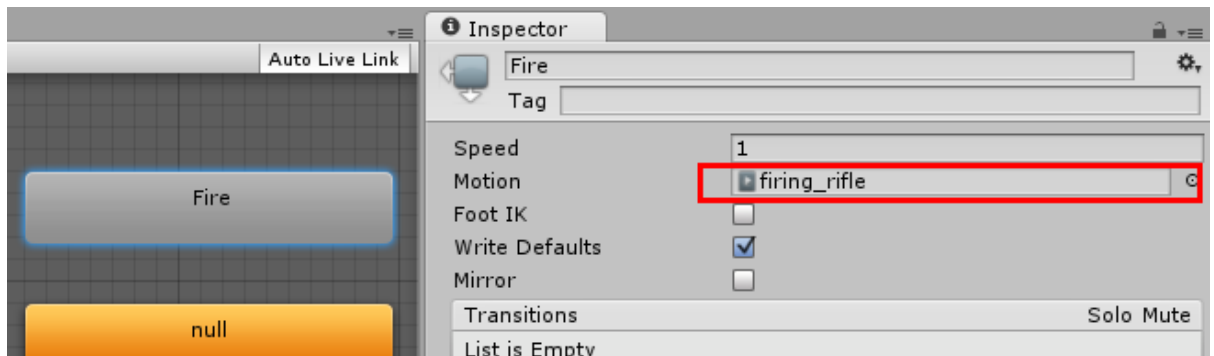 Inspector
Auto Live Link
Fire
Tag
Speed 1
Motion firing_rifle
Fire
Foot IK
Write Defaults
Mirror
Transitions Solo Mute
null
List is Empty